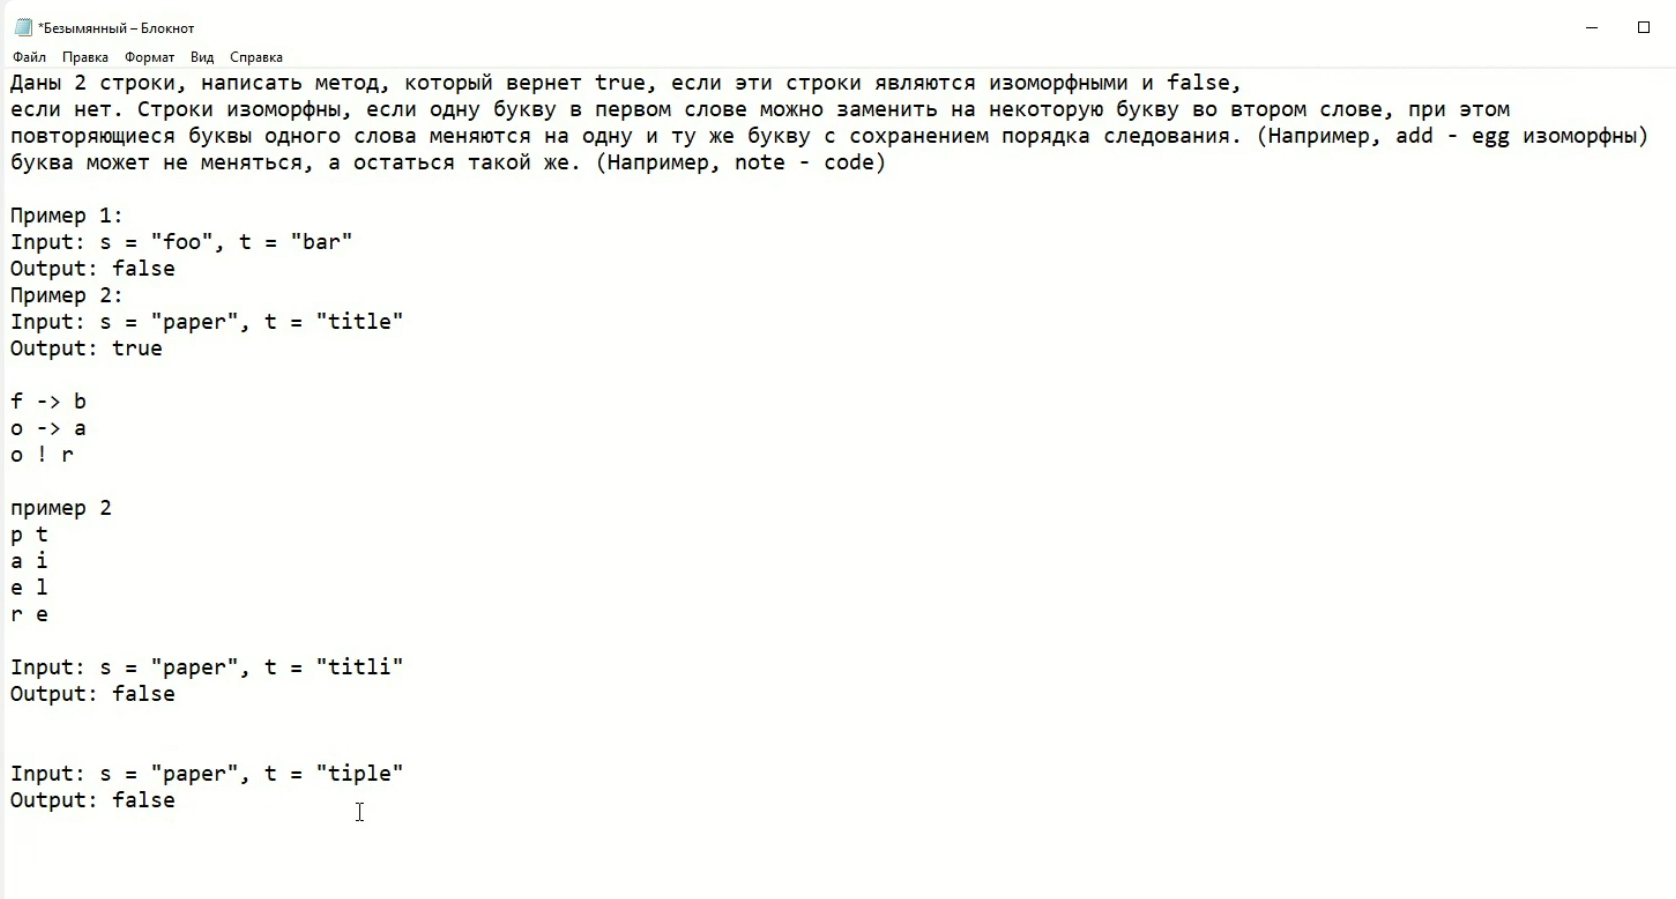 *Безымянный – Блокнот
Файл Правка Формат Вид Справка
Даны 2 строки, написать метод, который вернет true, если эти строки являются изоморфными и false,
если нет. Строки изоморфны, если одну букву в первом слове можно заменить на некоторую букву во втором слове, при этом
повторяющиеся буквы одного слова меняются на одну и ту же букву с сохранением порядка следования. (Например, add - egg изоморфны)
буква может не меняться, а остаться такой же. (Например, note - code)
Пример 1:
Input: s = "foo", t = "bar"
Output: false
Пример 2:
Input: s = "paper", t = "title"
Output: true
f -> b
o -> a
o ! r
пример 2
p t
a i
e l
r e
Input: s = "paper", t = "titli"
Output: false
Input: s = "paper", t = "tiple"
Output: false